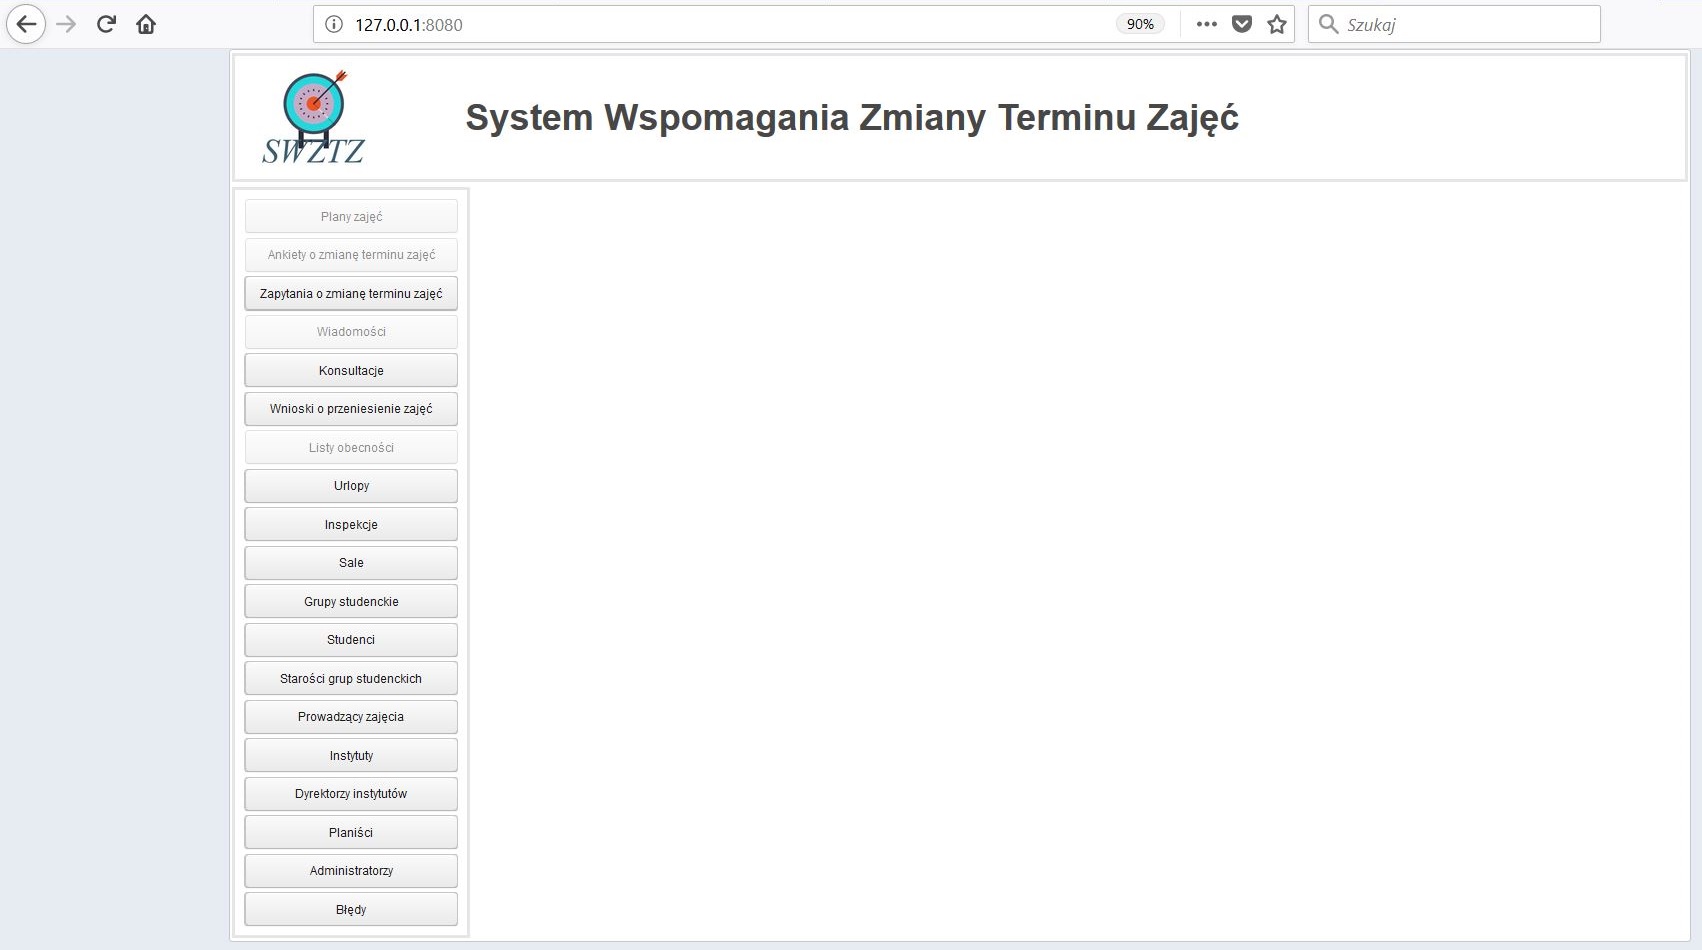 127.0.0.1:8080
90%
Szukaj
SWZTZ
System Wspomagania Zmiany Terminu Zajęć
Plany zajęć
Ankiety o zmianę terminu zajęć
Zapytania o zmianę terminu zajęć
Wiadomości
Konsultacje
Wnioski o przeniesienie zajęć
Listy obecności
Urlopy
Inspekcje
Sale
Grupy studenckie
Studenci
Starości grup studenckich
Prowadzący zajęcia
Instytuty
Dyrektorzy instytutów
Planiści
Administratorzy
Błędy